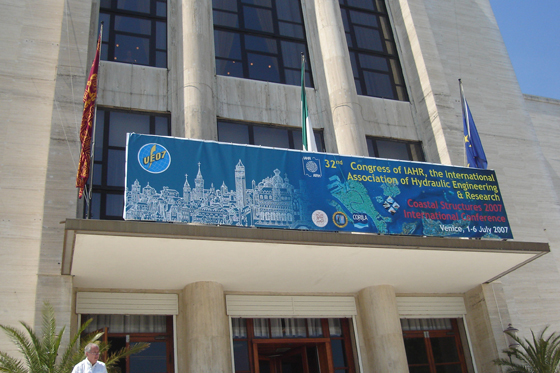 32nd Congress of IAHR, the International
Association of Hydraulic Engineering
& Research
Coastal Structures 2007
International Conference
Venice, 1-6 July 2007
CORILA